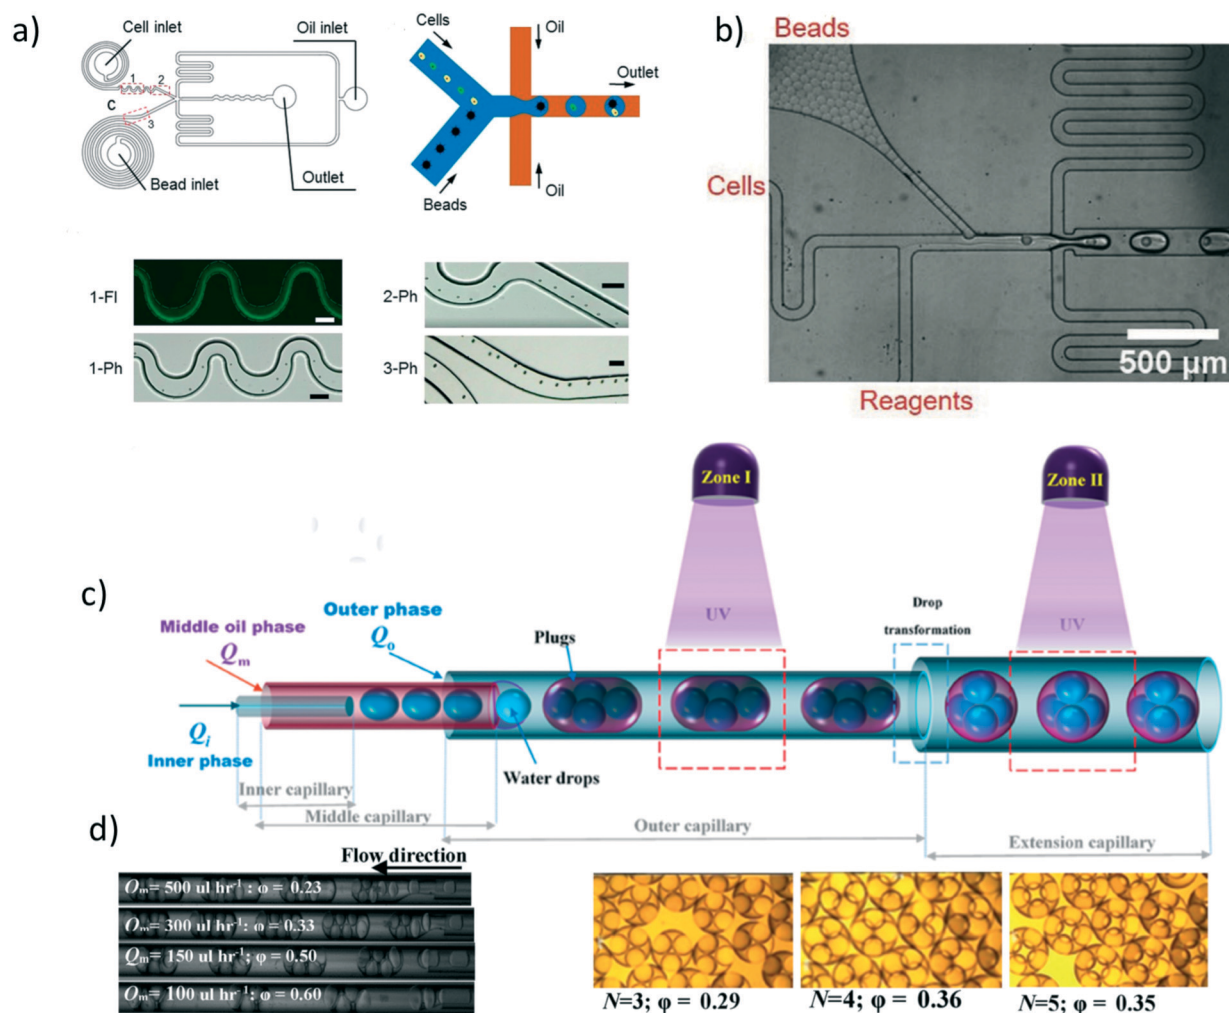 a)
Cell inlet
Oil inlet
1
2
C
3
Bead inlet
Outlet
Cells
Oil
Outlet
Beads
Oil
1-Fl
2-Ph
1-Ph
3-Ph
b)
Beads
Cells
500 µm
Reagents
c)
Zone I
Zone II
UV
UV
Middle oil phase
Qm
Outer phase
Qo
Plugs
Drop
transformation
Qi
Inner phase
Water drops
Inner capillary
Middle capillary
Outer capillary
Extension capillary
d)
Flow direction
Qm= 500 ul hr-1 : φ = 0.23
Qm= 300 ul hr-1: φ = 0.33
Qm= 150 ul hr-1; φ = 0.50
Qm= 100 ul hr-1: φ = 0.60
N=3; φ = 0.29
N=4; φ = 0.36
N=5; φ = 0.35